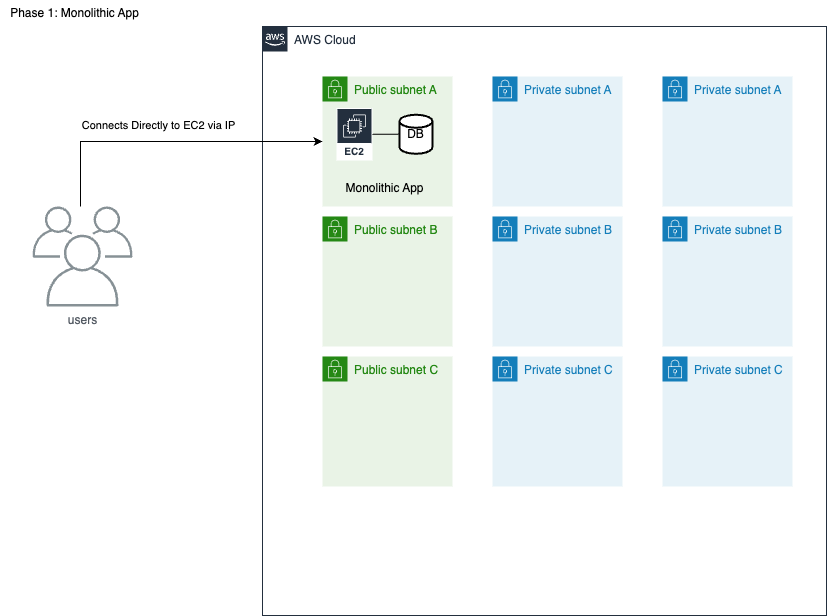 Phase 1: Monolithic App
aws
AWS Cloud
Public subnet A
Private subnet A
Private subnet A
Connects Directly to EC2 via IP
EC2
DB
Monolithic App
Public subnet B
Private subnet B
Private subnet B
users
Public subnet C
Private subnet C
Private subnet C